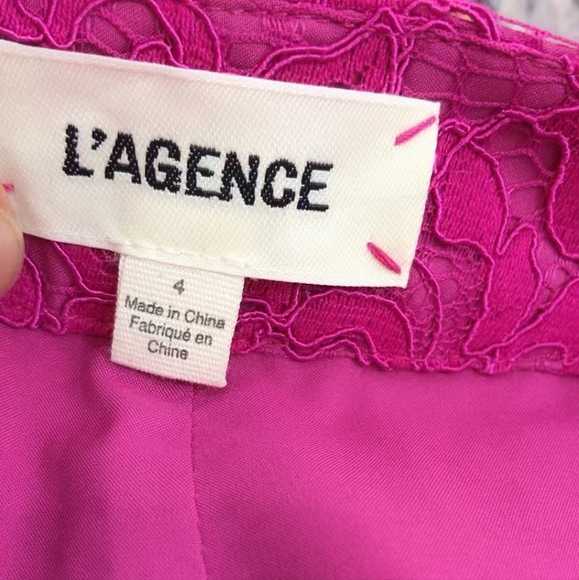 L'AGENCE
4
Made in China
Fabriqué en
Chine